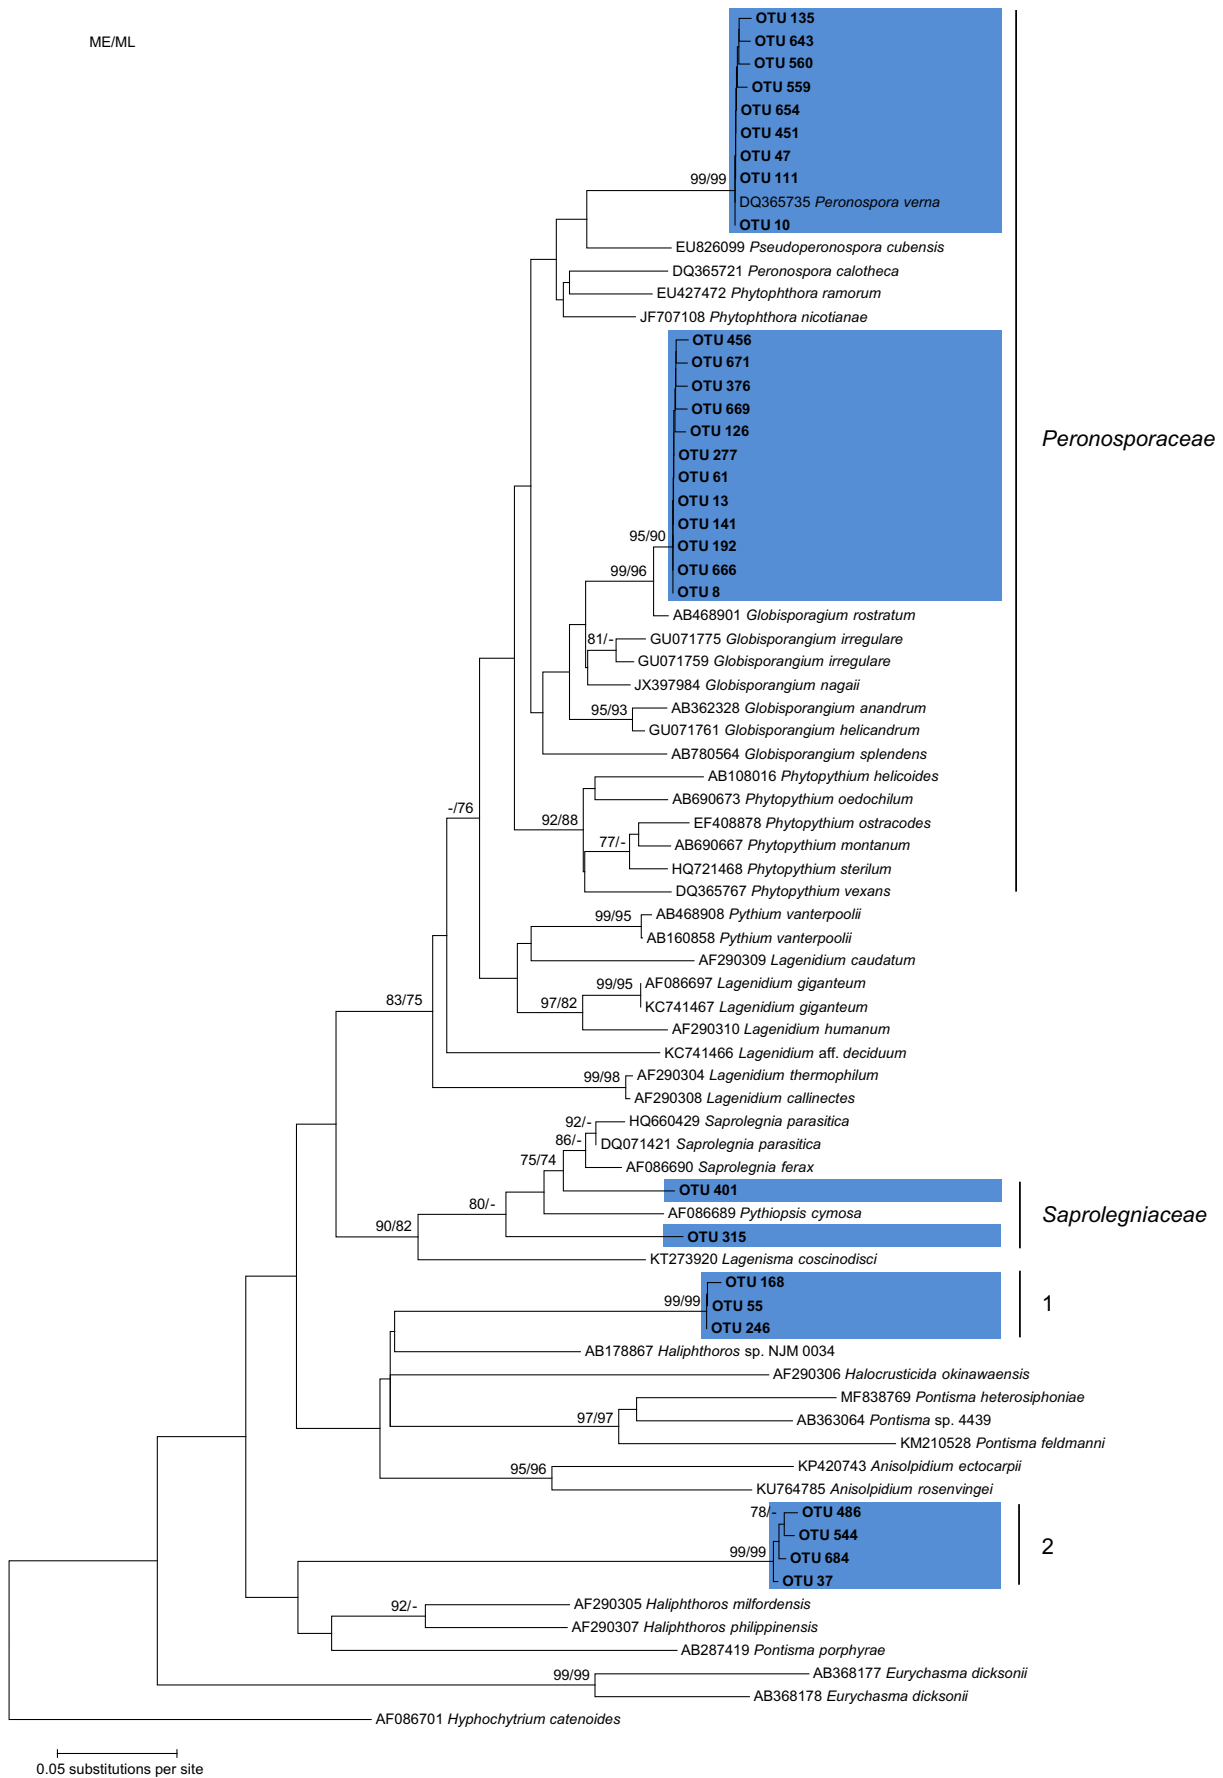 ME/ML
OTU 135
OTU 643
OTU 560
OTU 559
OTU 654
OTU 451
OTU 47
99/99 OTU 111
DQ365735 Peronospora verna
OTU 10
EU826099 Pseudoperonospora cubensis
DQ365721 Peronospora calotheca
EU427472 Phytophthora ramorum
JF707108 Phytophthora nicotianae
OTU 456
OTU 671
OTU 376
OTU 669
OTU 126
Peronosporaceae
OTU 277
OTU 61
OTU 13
OTU 141
95/90 OTU 192
99/96 OTU 666
OTU 8
AB468901 Globisporagium rostratum
81/- GU071775 Globisporangium irregulare
GU071759 Globisporangium irregulare
JX397984 Globisporangium nagaii
95/93 AB362328 Globisporangium anandrum
GU071761 Globisporangium helicandrum
AB780564 Globisporangium splendens
AB108016 Phytopythium helicoides
AB690673 Phytopythium oedochilum
-/76
92/88 EF408878 Phytopythium ostracodes
77/- AB690667 Phytopythium montanum
HQ721468 Phytopythium sterilum
DQ365767 Phytopythium vexans
99/95 AB468908 Pythium vanterpoolii
AB160858 Pythium vanterpoolii
AF290309 Lagenidium caudatum
99/95 AF086697 Lagenidium giganteum
97/82 KC741467 Lagenidium giganteum
83/75
AF290310 Lagenidium humanum
KC741466 Lagenidium aff. deciduum
99/98 AF290304 Lagenidium thermophilum
AF290308 Lagenidium callinectes
92/- HQ660429 Saprolegnia parasitica
86/- DQ071421 Saprolegnia parasitica
75/74 AF086690 Saprolegnia ferax
OTU 401
80/- AF086689 Pythiopsis cymosa
Saprolegniaceae
90/82 OTU 315
KT273920 Lagenisma coscinodisci
OTU 168
99/99 OTU 55
1
OTU 246
AB178867 Haliphthoros sp. NJM 0034
AF290306 Halocrusticida okinawaensis
MF838769 Pontisma heterosiphoniae
97/97 AB363064 Pontisma sp. 4439
KM210528 Pontisma feldmanni
95/96 KP420743 Anisolpidium ectocarpii
KU764785 Anisolpidium rosenvingei
78/- OTU 486
OTU 544
2
99/99 OTU 684
OTU 37
92/- AF290305 Haliphthoros milfordensis
AF290307 Haliphthoros philippinensis
AB287419 Pontisma porphyrae
99/99 AB368177 Eurychasma dicksonii
AB368178 Eurychasma dicksonii
AF086701 Hyphochytrium catenoides
0.05 substitutions per site